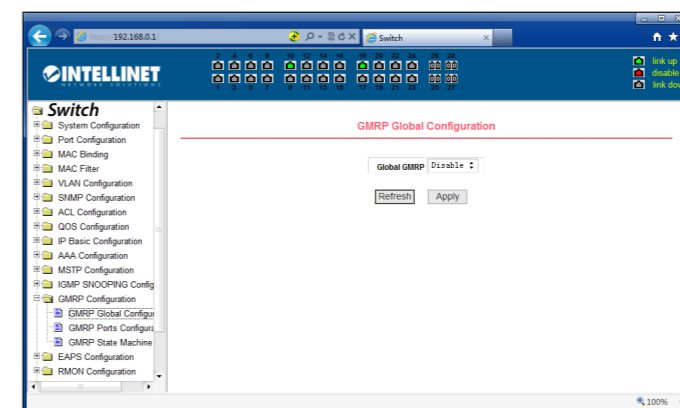 192.168.0.1/
Switch
INTELLINET
NETWORK SOLUTIONS
2 4 6 8 10 12 14 16 18 20 22 24 26 28
1 3 5 7 9 11 13 15 17 19 21 23 25 27
link up
disable
link dov
Switch
System Configuration
Port Configuration
MAC Binding
MAC Filter
VLAN Configuration
SNMP Configuration
ACL Configuration
QOS Configuration
IP Basic Configuration
AAA Configuration
MSTP Configuration
IGMP SNOOPING Config
GMRP Configuration
GMRP Global Configur
GMRP Ports Configura
GMRP State Machine
EAPS Configuration
RMON Configuration
GMRP Global Configuration
Global GMRP Disable
Refresh Apply
100%